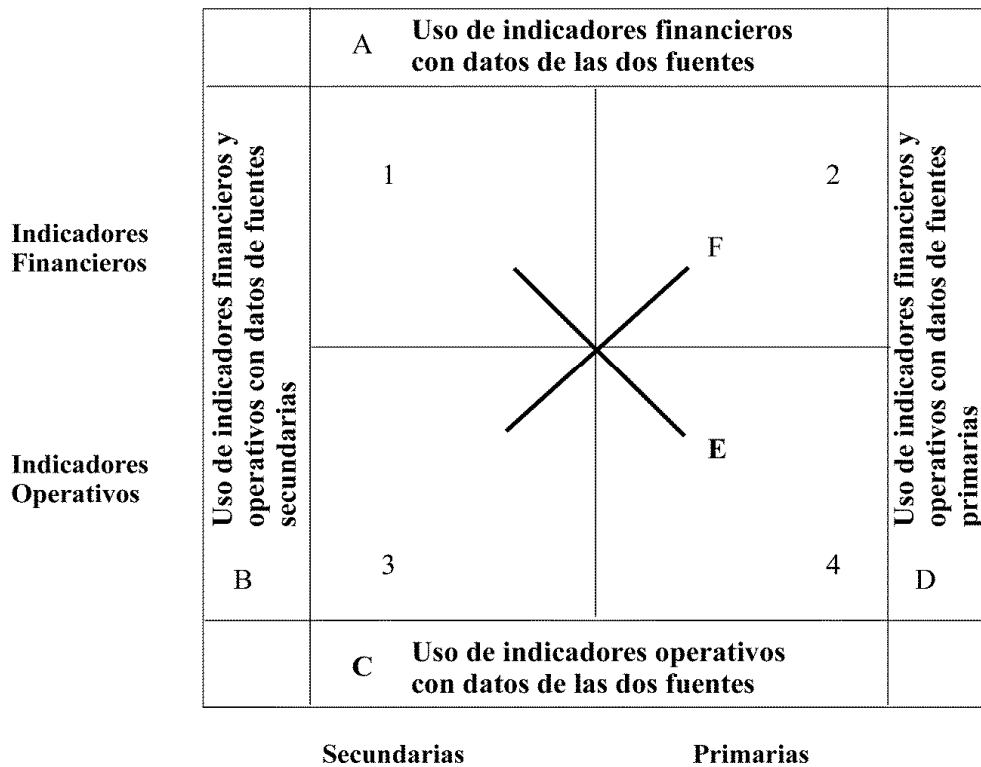 A
Uso de indicadores financieros
con datos de las dos fuentes
Indicadores
Financieros
Indicadores
Operativos
Uso de indicadores financieros y
operativos con datos de fuentes
secundarias
B
1
2
F
E
3
4
Uso de indicadores financieros y
operativos con datos de fuentes
primarias
D
C
Uso de indicadores operativos
con datos de las dos fuentes
Secundarias
Primarias